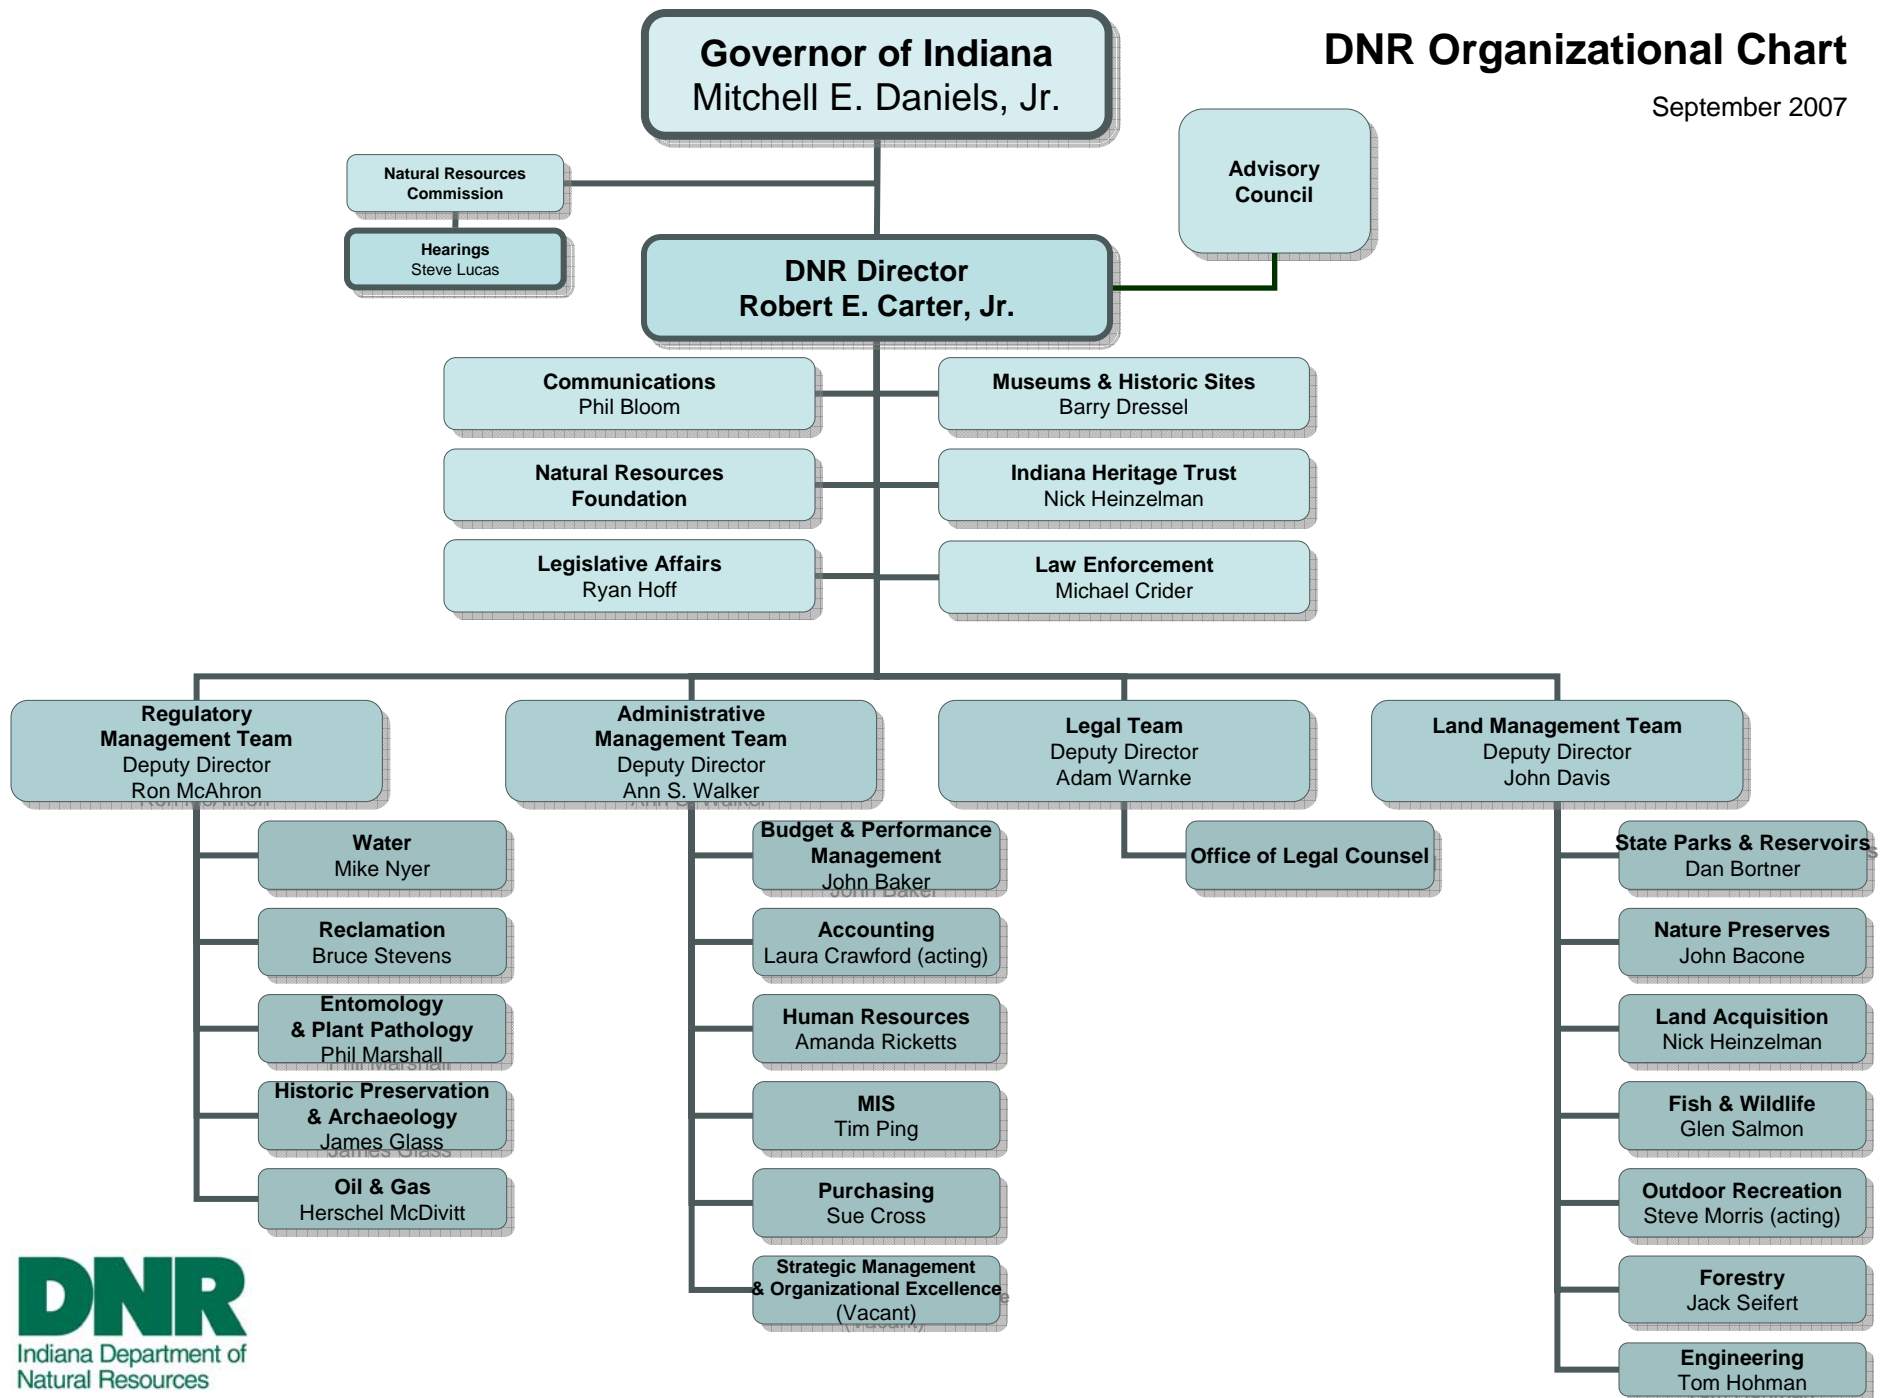 Governor of Indiana
Mitchell E. Daniels, Jr.
DNR Organizational Chart
September 2007
Natural Resources
Commission
Hearings
Steve Lucas
Advisory
Council
DNR Director
Robert E. Carter, Jr.
Communications
Phil Bloom
Museums & Historic Sites
Barry Dressel
Natural Resources
Foundation
Indiana Heritage Trust
Nick Heinzelman
Legislative Affairs
Ryan Hoff
Law Enforcement
Michael Crider
Regulatory
Management Team
Deputy Director
Ron McAhron
Water
Mike Nyer
Reclamation
Bruce Stevens
Entomology
& Plant Pathology
Phil Marshall
Historic Preservation
& Archaeology
James Glass
Oil & Gas
Herschel McDivitt
Administrative
Management Team
Deputy Director
Ann S. Walker
Budget & Performance
Management
John Baker
Accounting
Laura Crawford (acting)
Human Resources
Amanda Ricketts
MIS
Tim Ping
Purchasing
Sue Cross
Strategic Management
& Organizational Excellence
(Vacant)
Legal Team
Deputy Director
Adam Warnke
Office of Legal Counsel
Land Management Team
Deputy Director
John Davis
State Parks & Reservoirs
Dan Bortner
Nature Preserves
John Bacone
Land Acquisition
Nick Heinzelman
Fish & Wildlife
Glen Salmon
Outdoor Recreation
Steve Morris (acting)
Forestry
Jack Seifert
Engineering
Tom Hohman
DNR
Indiana Department of
Natural Resources